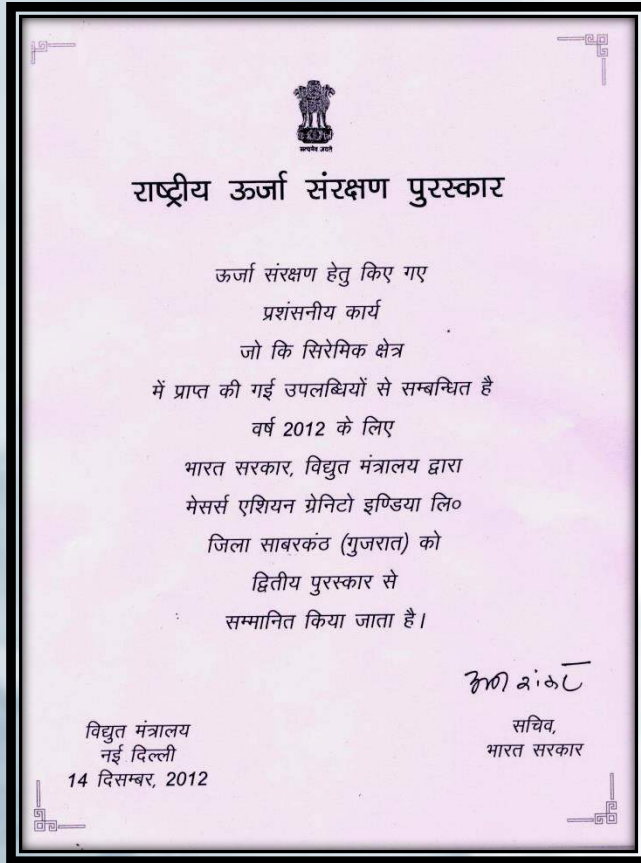 सत्यमेव जयते
राष्ट्रीय ऊर्जा संरक्षण पुरस्कार
ऊर्जा संरक्षण हेतु किए गए
प्रशंसनीय कार्य
जो कि सिरेमिक क्षेत्र
में प्राप्त की गई उपलब्धियों से सम्बन्धित है
वर्ष 2012 के लिए
भारत सरकार, विद्युत मंत्रालय द्वारा
मेसर्स एशियन ग्रेनिटो इण्डिया लि०
जिला साबरकंठ (गुजरात) को
द्वितीय पुरस्कार से
सम्मानित किया जाता है।
सचिव,
भारत सरकार
विद्युत मंत्रालय
नई दिल्ली
14 दिसम्बर, 2012